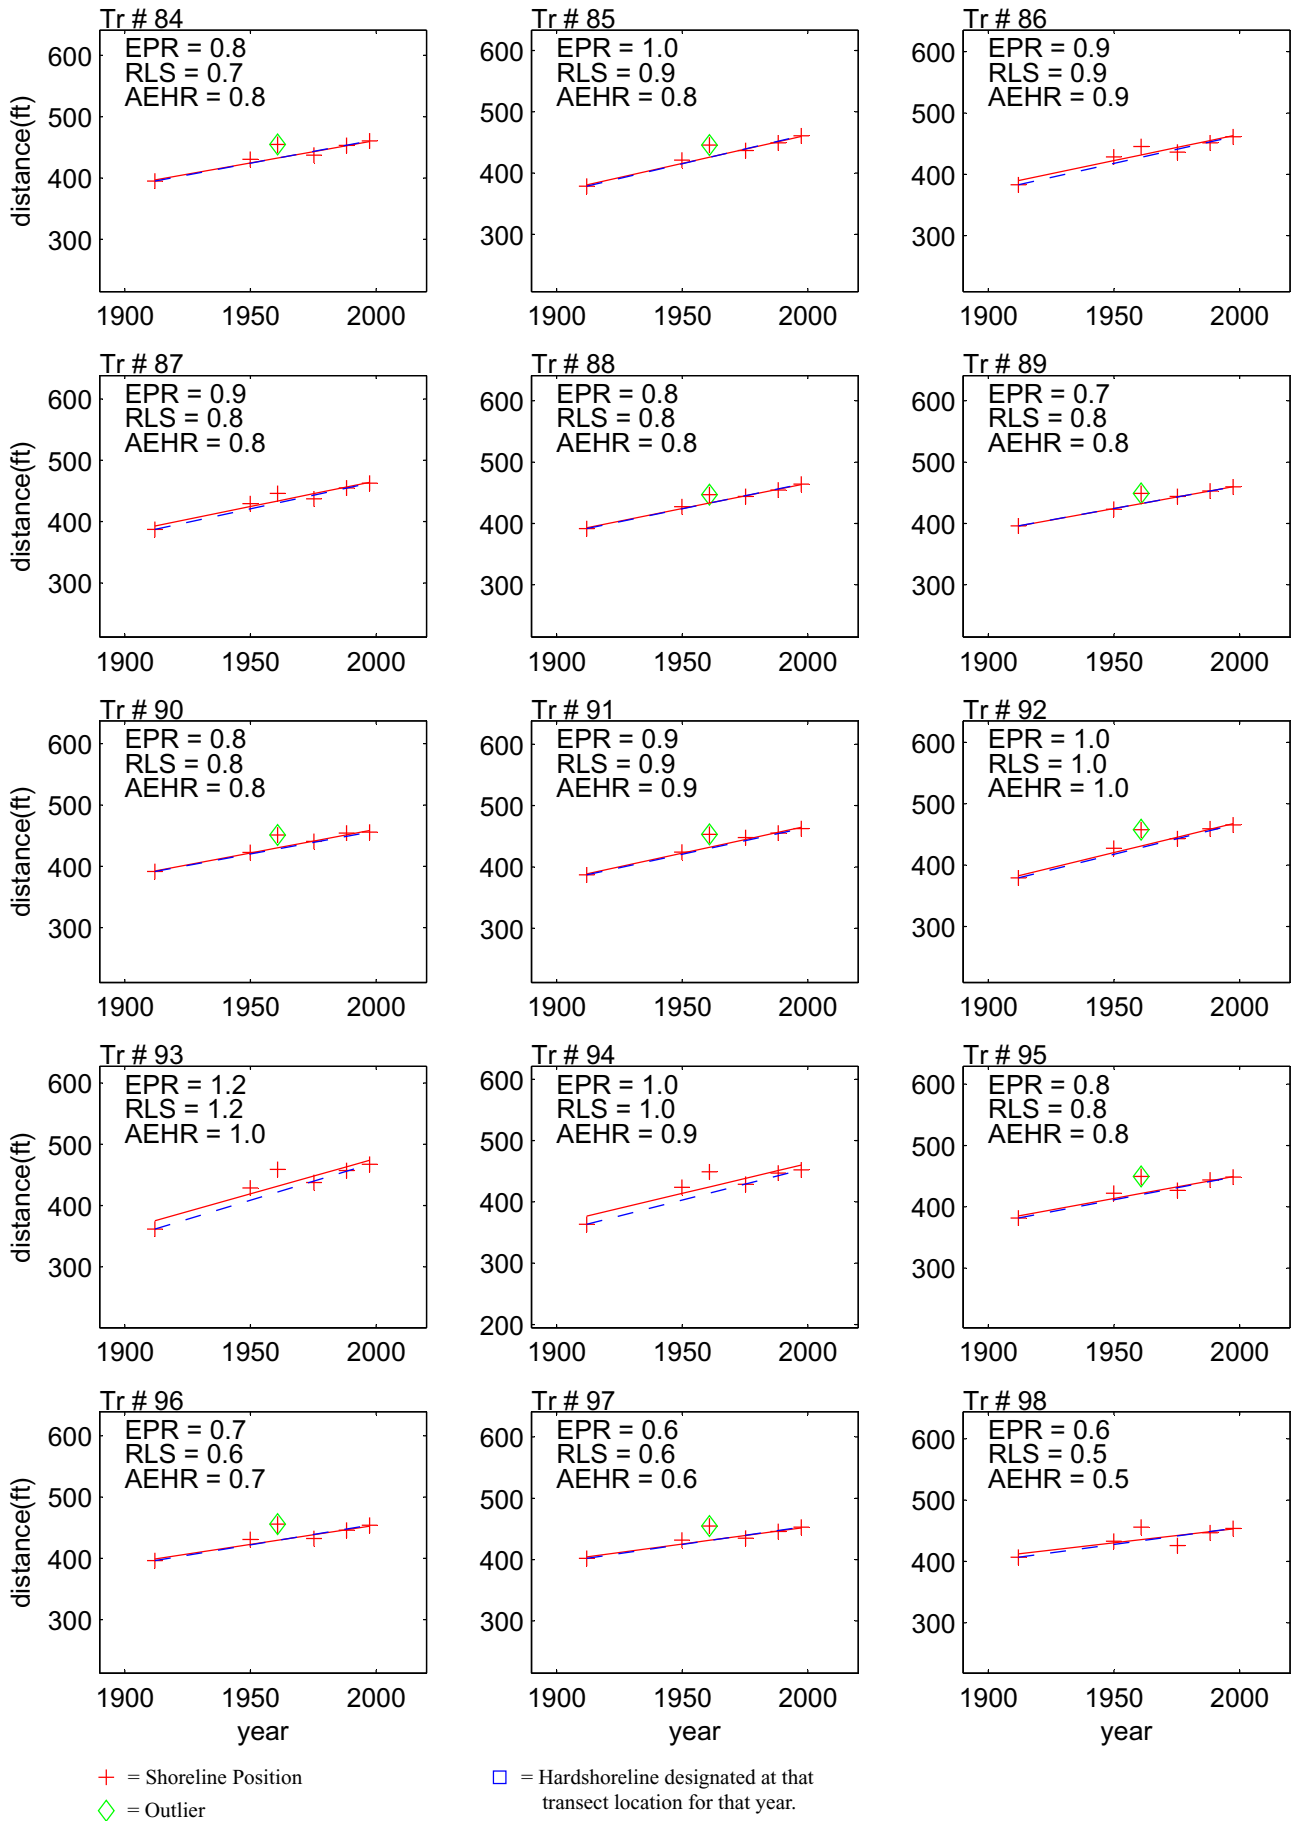 Tr # 84
EPR = 0.8
RLS = 0.7
AEHR = 0.8
600
500
400
300
distance(ft)
1900 1950 2000
Tr # 85
EPR = 1.0
RLS = 0.9
AEHR = 0.8
600
500
400
300
1900 1950 2000
Tr # 86
EPR = 0.9
RLS = 0.9
AEHR = 0.9
600
500
400
300
1900 1950 2000
Tr # 87
EPR = 0.9
RLS = 0.8
AEHR = 0.8
600
500
400
300
distance(ft)
1900 1950 2000
Tr # 88
EPR = 0.8
RLS = 0.8
AEHR = 0.8
600
500
400
300
1900 1950 2000
Tr # 89
EPR = 0.7
RLS = 0.8
AEHR = 0.8
600
500
400
300
1900 1950 2000
Tr # 90
EPR = 0.8
RLS = 0.8
AEHR = 0.8
600
500
400
300
distance(ft)
1900 1950 2000
Tr # 91
EPR = 0.9
RLS = 0.9
AEHR = 0.9
600
500
400
300
1900 1950 2000
Tr # 92
EPR = 1.0
RLS = 1.0
AEHR = 1.0
600
500
400
300
1900 1950 2000
Tr # 93
EPR = 1.2
RLS = 1.2
AEHR = 1.0
600
500
400
300
distance(ft)
1900 1950 2000
Tr # 94
EPR = 1.0
RLS = 1.0
AEHR = 0.9
600
500
400
300
200
1900 1950 2000
Tr # 95
EPR = 0.8
RLS = 0.8
AEHR = 0.8
600
500
400
300
1900 1950 2000
Tr # 96
EPR = 0.7
RLS = 0.6
AEHR = 0.7
600
500
400
300
distance(ft)
1900 1950 2000
year
Tr # 97
EPR = 0.6
RLS = 0.6
AEHR = 0.6
600
500
400
300
1900 1950 2000
year
Tr # 98
EPR = 0.6
RLS = 0.5
AEHR = 0.5
600
500
400
300
1900 1950 2000
year
= Shoreline Position
= Outlier
= Hardshoreline designated at that
transect location for that year.